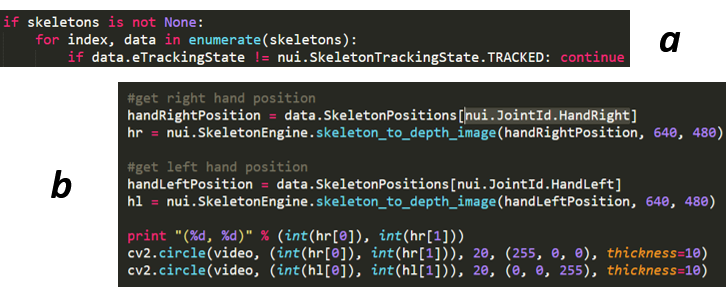 if skeletons is not None:
for index, data in enumerate(skeletons):
if data.eTrackingState != nui.SkeletonTrackingState.TRACKED: continue
a
#get right hand position
handRightPosition = data.SkeletonPositions[nui.JointId.HandRight]
hr = nui.SkeletonEngine.skeleton_to_depth_image(handRightPosition, 640, 480)
#get left hand position
handLeftPosition = data.SkeletonPositions[nui.JointId.HandLeft]
hl = nui.SkeletonEngine.skeleton_to_depth_image(handLeftPosition, 640, 480)
b
print "(%d, %d)" % (int(hr[0]), int(hr[1]))
cv2.circle(video, (int(hr[0]), int(hr[1])), 20, (255, 0, 0), thickness=10)
cv2.circle(video, (int(hl[0]), int(hl[1])), 20, (0, 0, 255), thickness=10)